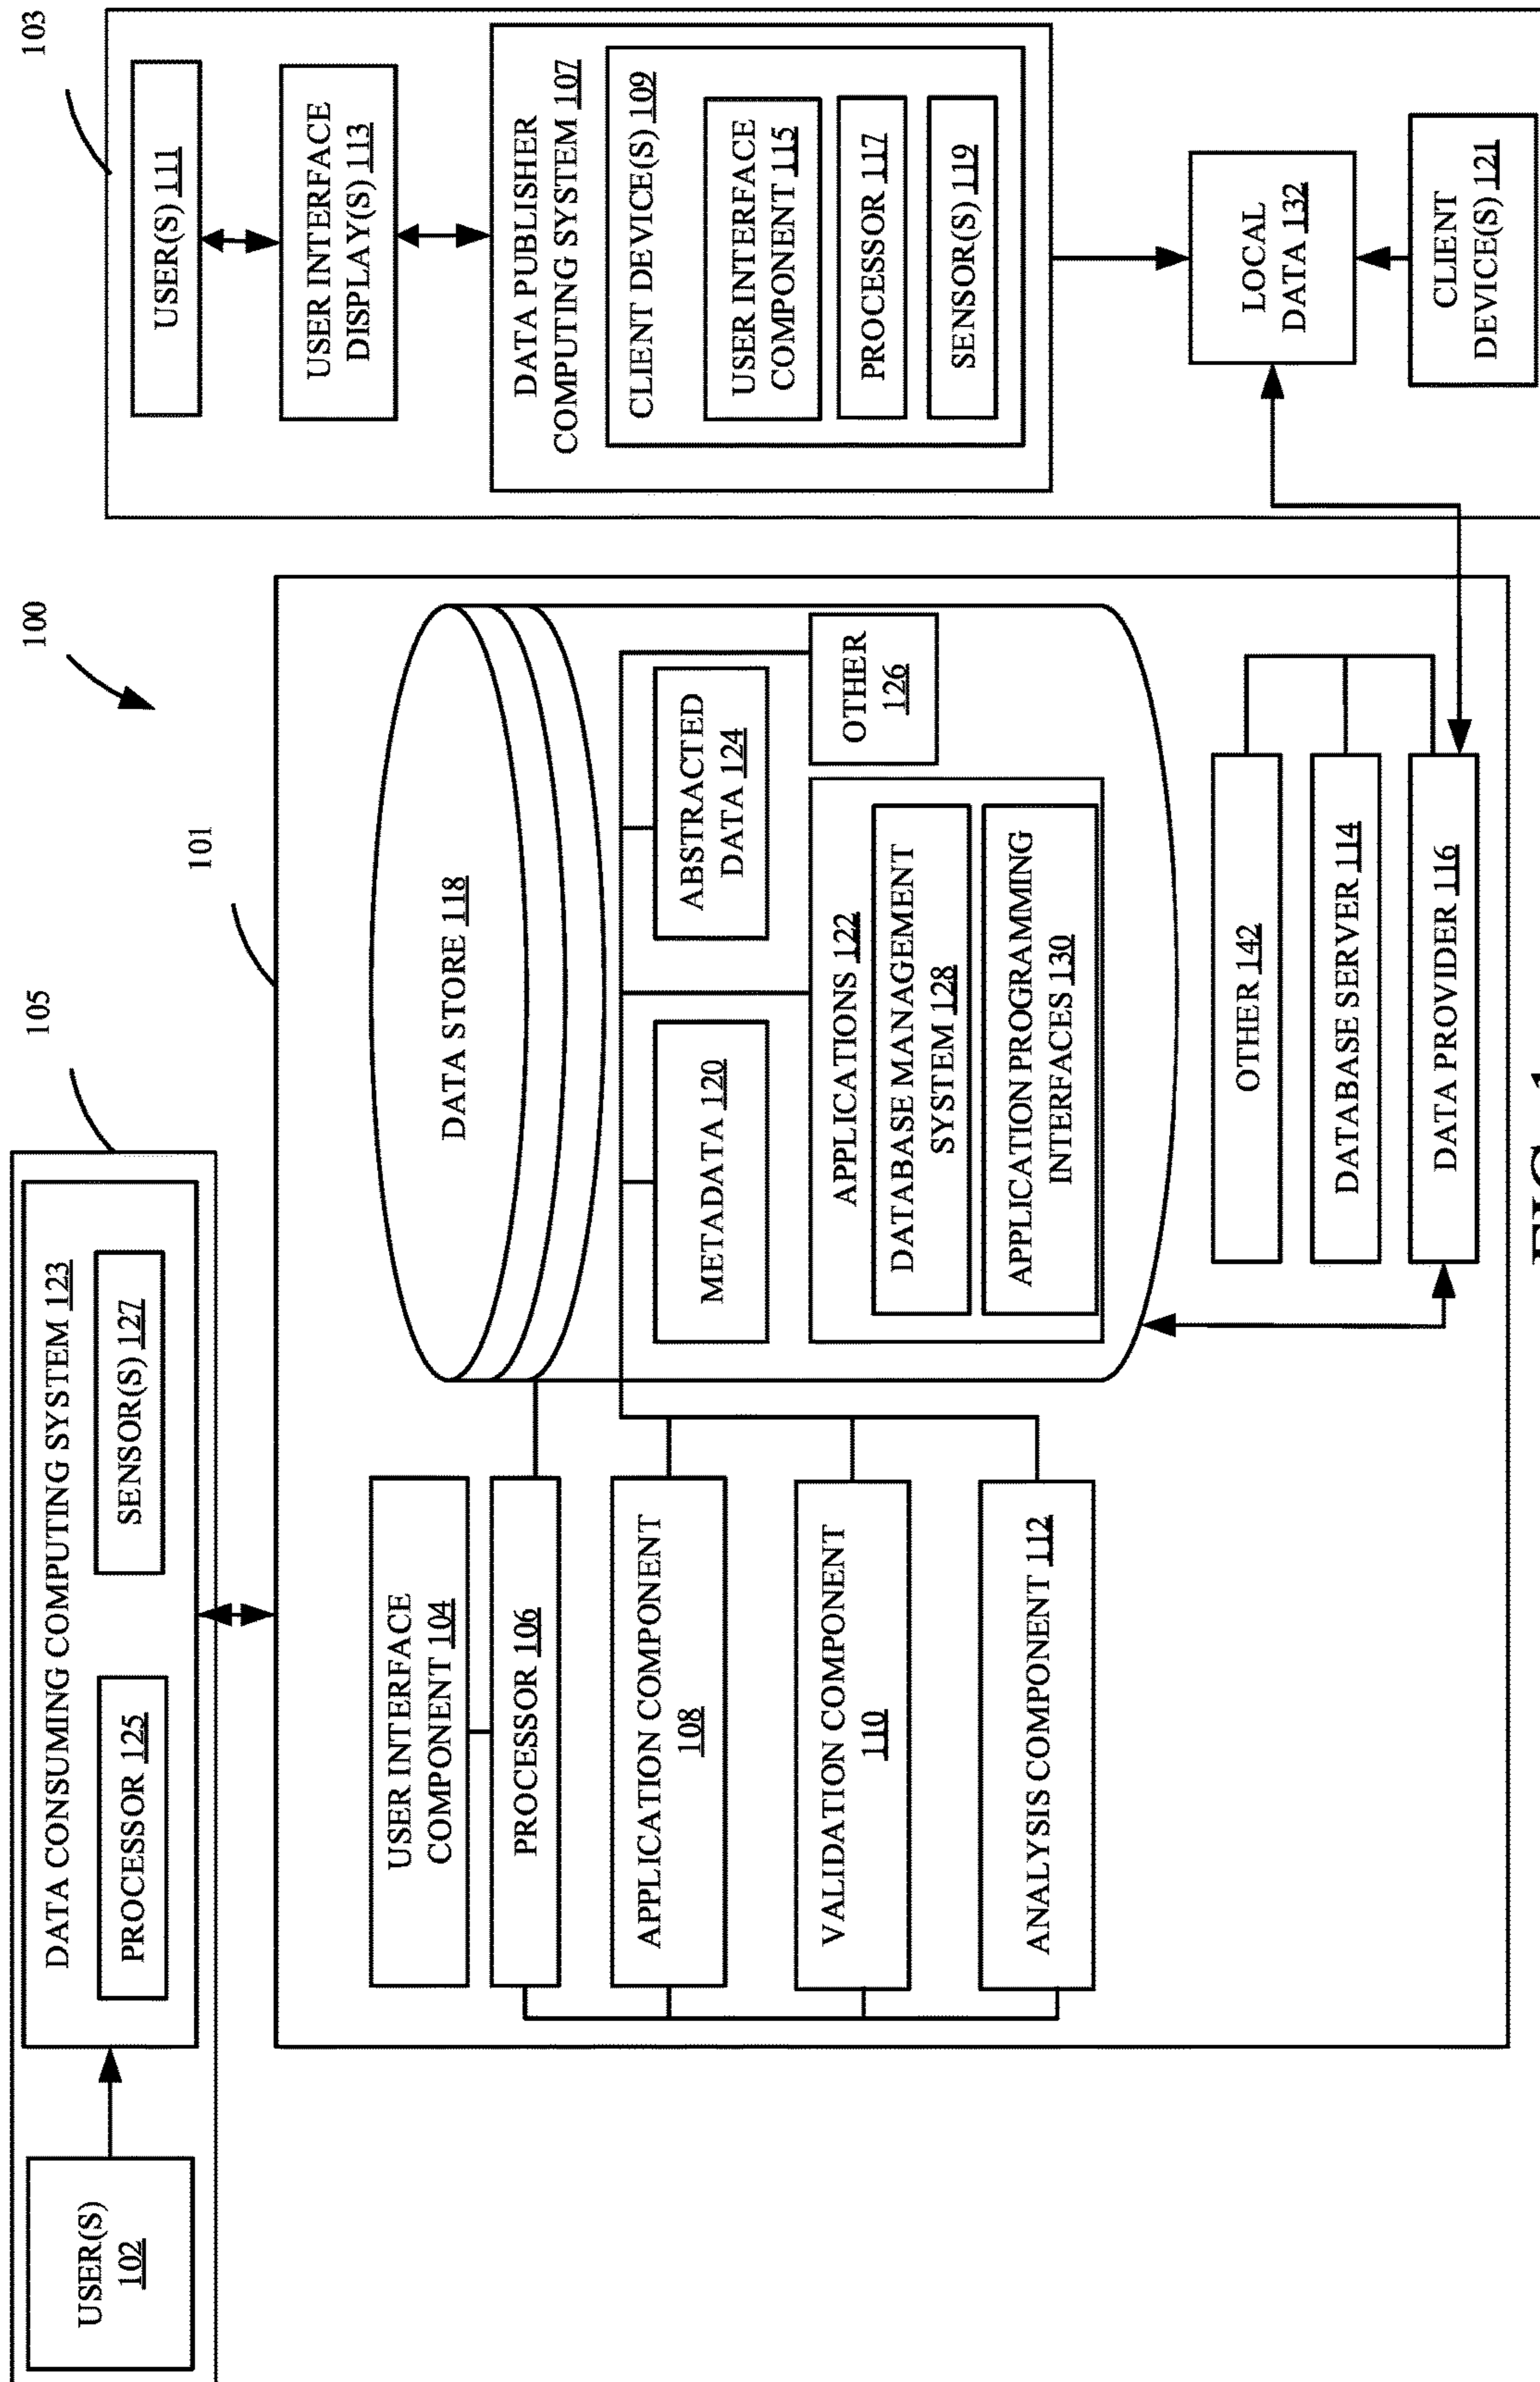 100
105
USER(S)
102
DATA CONSUMING COMPUTING SYSTEM 123
PROCESSOR 125
SENSOR(S) 127
101
USER INTERFACE
COMPONENT 104
PROCESSOR 106
APPLICATION COMPONENT
108
VALIDATION COMPONENT
110
ANALYSIS COMPONENT 112
DATA STORE 118
METADATA 120
ABSTRACTED
DATA 124
APPLICATIONS 122
DATABASE MANAGEMENT
SYSTEM 128
APPLICATION PROGRAMMING
INTERFACES 130
OTHER
126
OTHER 142
DATABASE SERVER 114
DATA PROVIDER 116
103
USER(S) 111
USER INTERFACE
DISPLAY(S) 113
DATA PUBLISHER
COMPUTING SYSTEM 107
CLIENT DEVICE(S) 109
USER INTERFACE
COMPONENT 115
PROCESSOR 117
SENSOR(S) 119
LOCAL
DATA 132
CLIENT
DEVICE(S) 121